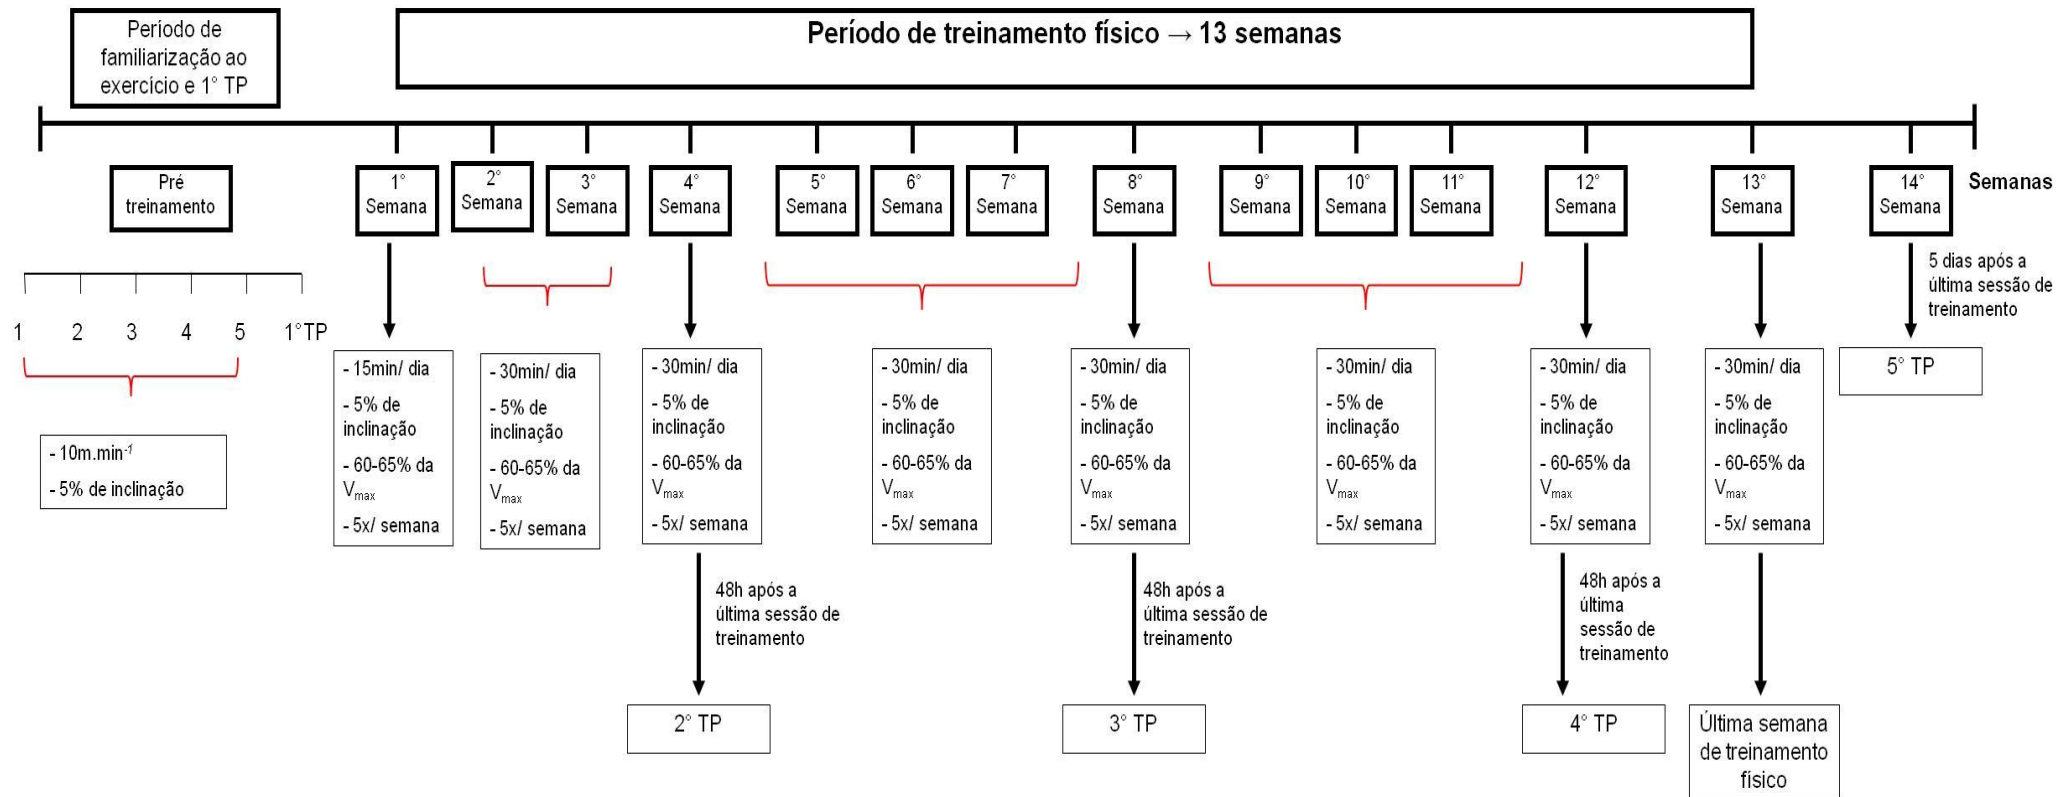 Período de
familiarização ao
exercício e 1° TP
Período de treinamento físico → 13 semanas
Pré
treinamento
1°
Semana
2°
Semana
3°
Semana
4°
Semana
5°
Semana
6°
Semana
7°
Semana
8°
Semana
9°
Semana
10°
Semana
11°
Semana
12°
Semana
13°
Semana
14°
Semana
Semanas
1 2 3 4 5 1°TP
- 10m.min⁻¹
- 5% de inclinação
- 15min/ dia
- 5% de
inclinação
- 60-65% da
Vmax
- 5x/ semana
- 30min/ dia
- 5% de
inclinação
- 60-65% da
Vmax
- 5x/ semana
- 30min/ dia
- 5% de
inclinação
- 60-65% da
Vmax
- 5x/ semana
48h após a
última sessão de
treinamento
2° TP
- 30min/ dia
- 5% de
inclinação
- 60-65% da
Vmax
- 5x/ semana
- 30min/ dia
- 5% de
inclinação
- 60-65% da
Vmax
- 5x/ semana
48h após a
última sessão de
treinamento
3° TP
- 30min/ dia
- 5% de
inclinação
- 60-65% da
Vmax
- 5x/ semana
- 30min/ dia
- 5% de
inclinação
- 60-65% da
Vmax
- 5x/ semana
48h após a
última
sessão de
treinamento
4° TP
- 30min/ dia
- 5% de
inclinação
- 60-65% da
Vmax
- 5x/ semana
Última semana
de treinamento
físico
5 dias após a
última sessão de
treinamento
5° TP